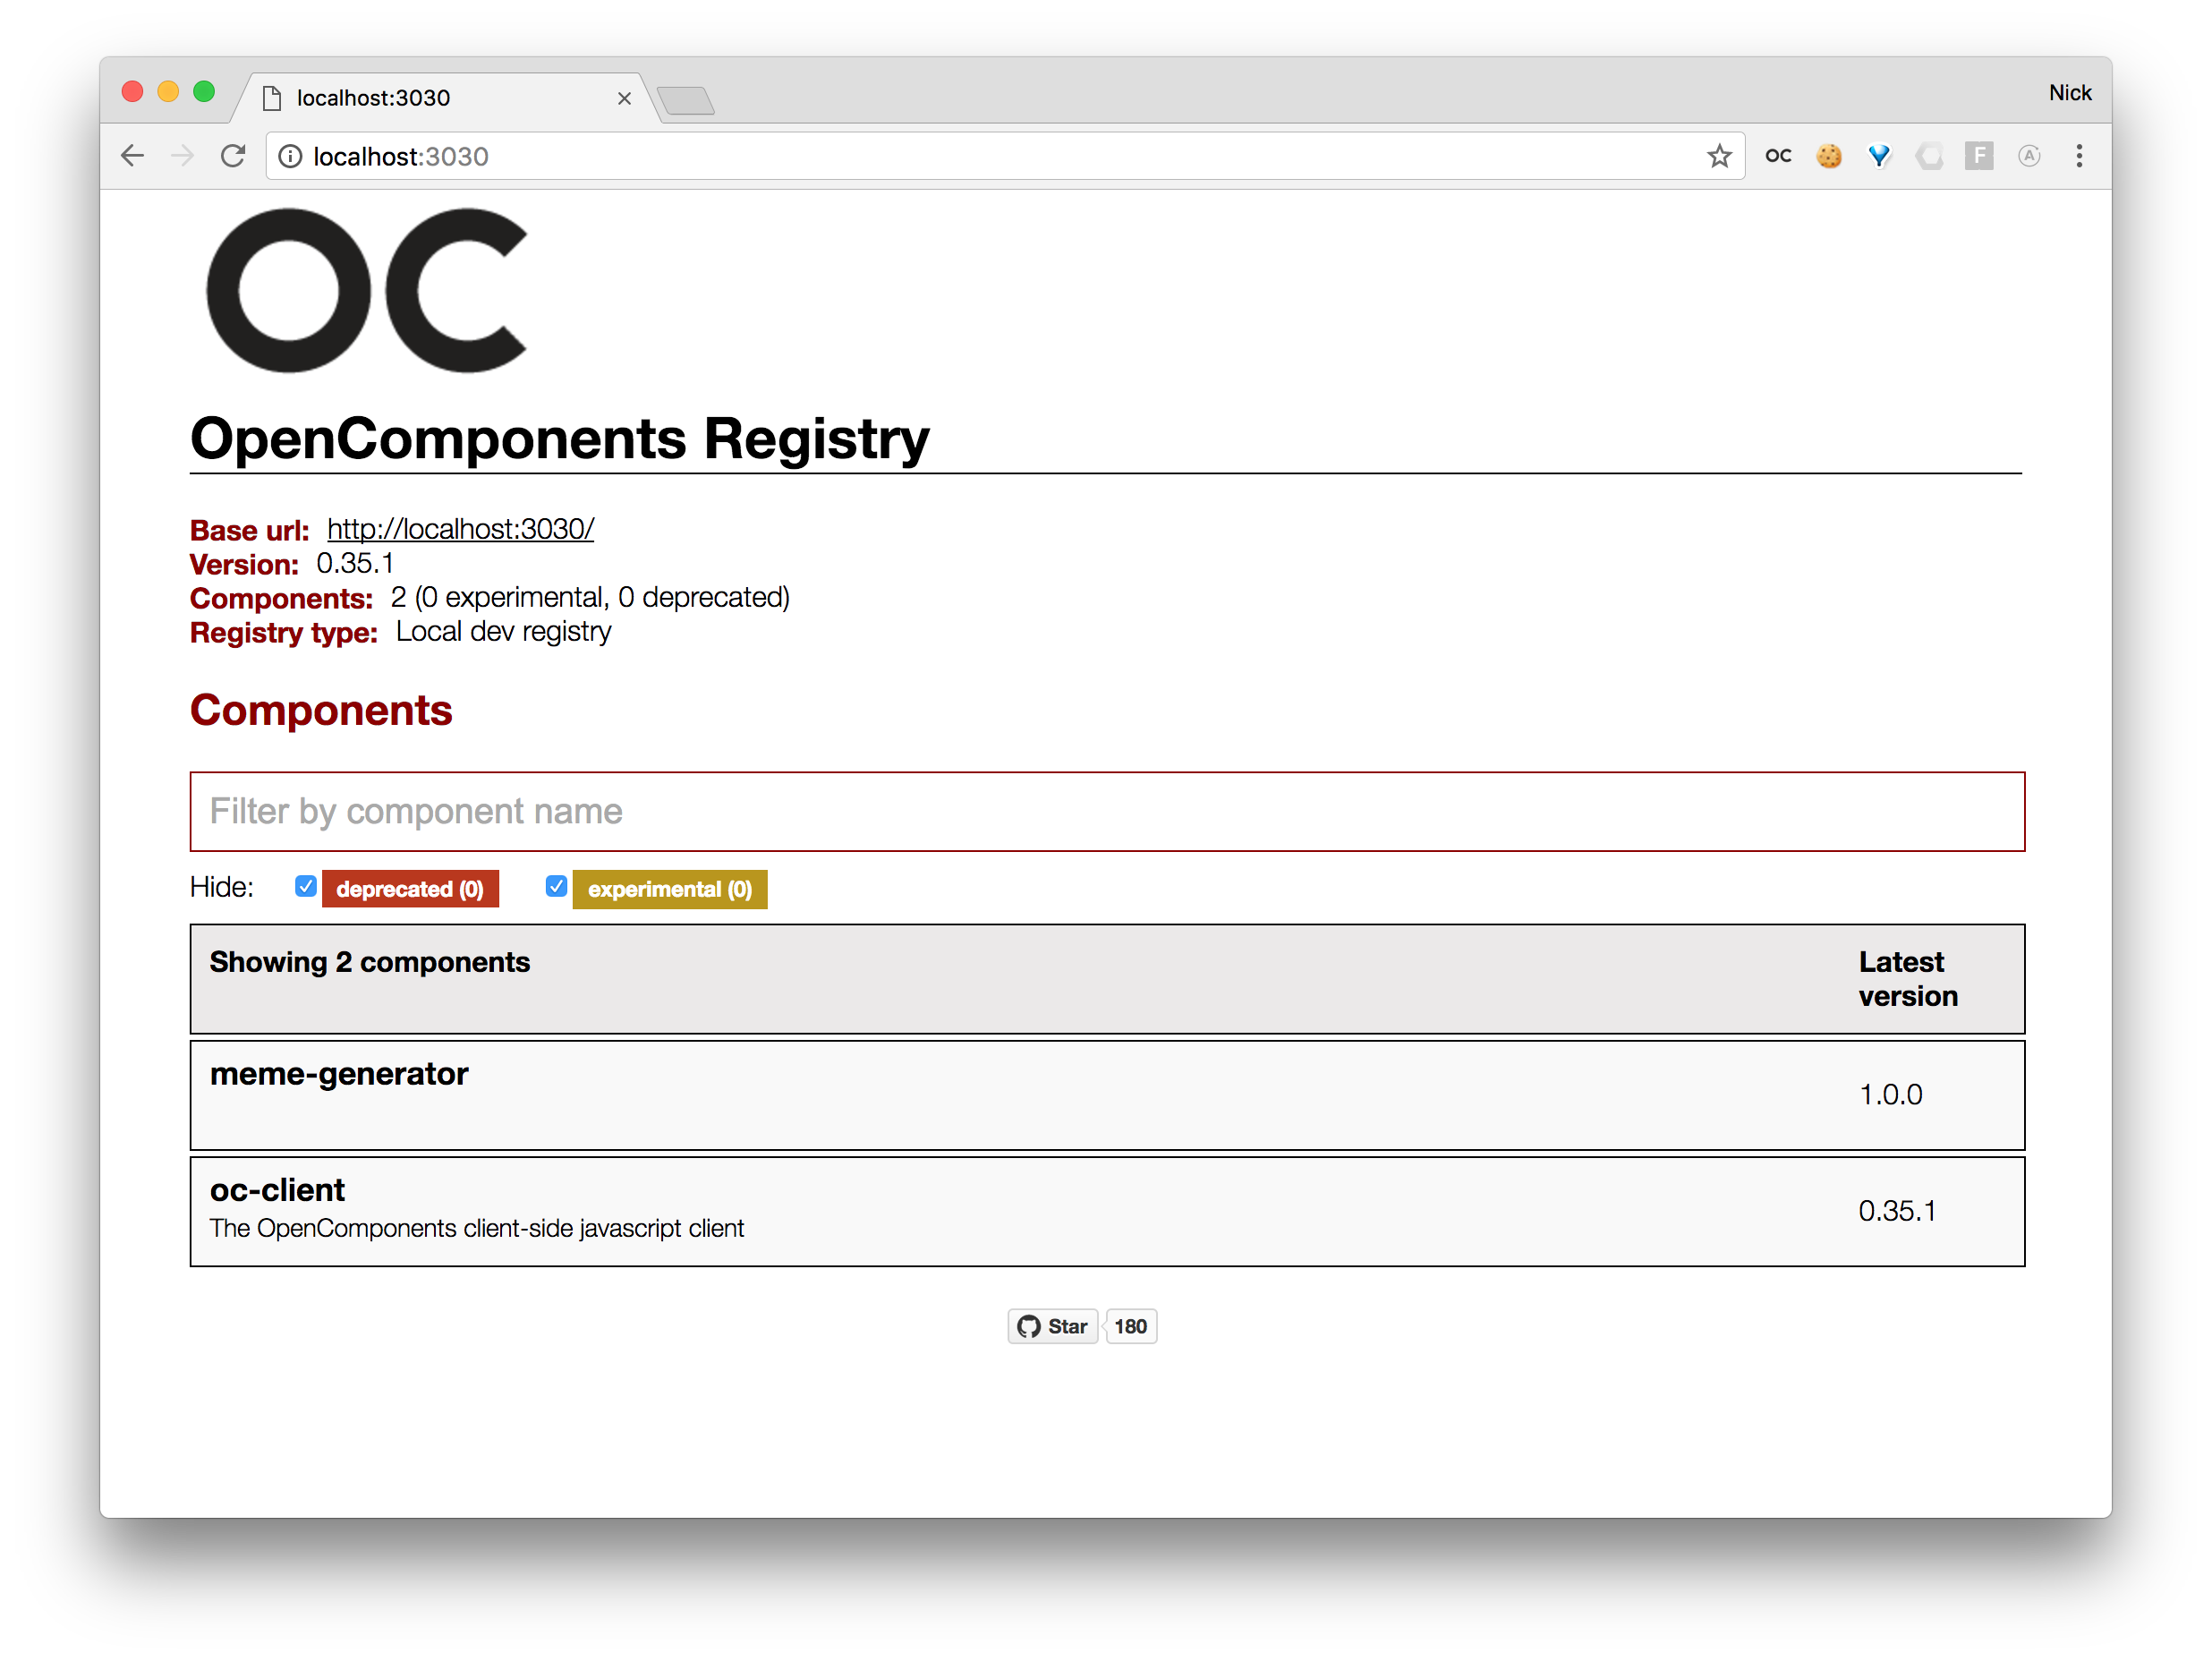 localhost:3030
Nick
localhost:3030
OC
F
A
OC
OpenComponents Registry
Base url: http://localhost:3030/
Version: 0.35.1
Components: 2 (0 experimental, 0 deprecated)
Registry type: Local dev registry
Components
Filter by component name
Hide: deprecated (0) experimental (0)
Showing 2 components
Latest
version
meme-generator
1.0.0
oc-client
The OpenComponents client-side javascript client
0.35.1
Star 180